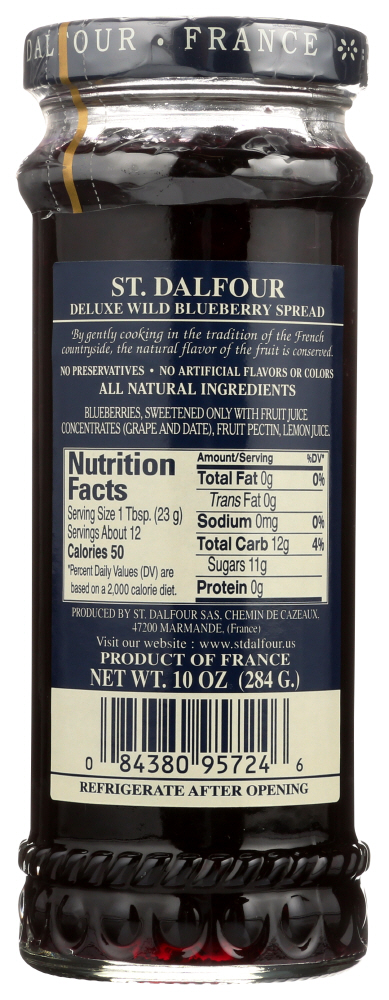 DALFOUR • FRANCE
ST. DALFOUR
DELUXE WILD BLUEBERRY SPREAD
By gently cooking in the tradition of the French
countryside, the natural flavor of the fruit is conserved.
NO PRESERVATIVES • NO ARTIFICIAL FLAVORS OR COLORS
ALL NATURAL INGREDIENTS
BLUEBERRIES, SWEETENED ONLY WITH FRUIT JUICE
CONCENTRATES (GRAPE AND DATE), FRUIT PECTIN, LEMON JUICE.
Nutrition
Facts
Serving Size 1 Tbsp. (23 g)
Servings About 12
Calories 50
*Percent Daily Values (DV) are
based on a 2,000 calorie diet.
Amount/Serving %DV*
Total Fat 0g 0%
Trans Fat 0g
Sodium 0mg 0%
Total Carb 12g 4%
Sugars 11g
Protein 0g
PRODUCED BY ST. DALFOUR SAS, CHEMIN DE CAZEAUX,
47200 MARMANDE, (France)
Visit our website : www.stdalfour.us
PRODUCT OF FRANCE
NET WT. 10 OZ (284 G.)
0 84380 95724 6
REFRIGERATE AFTER OPENING